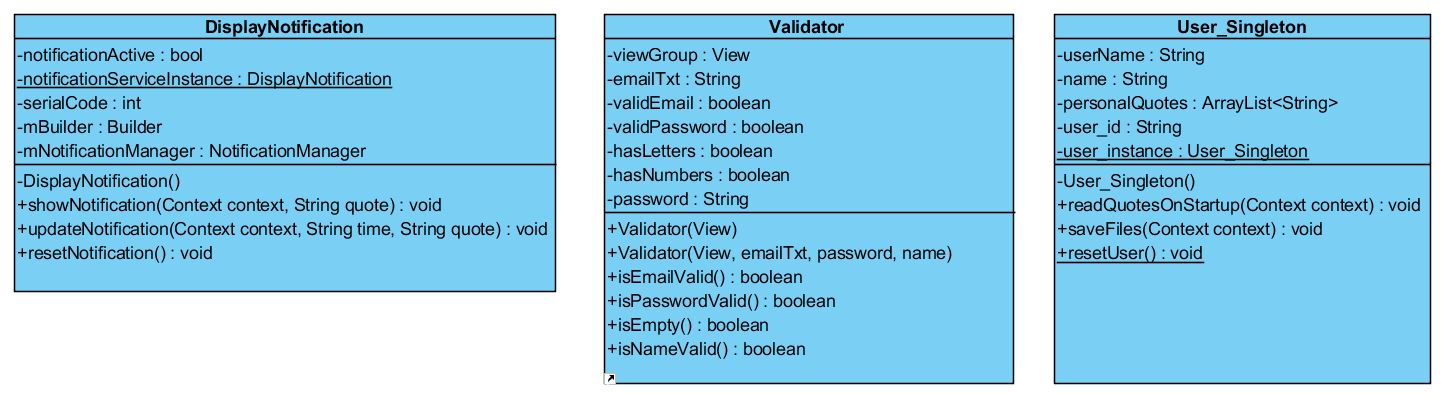 DisplayNotification
-notificationActive : bool
-notificationServiceInstance : DisplayNotification
-serialCode : int
-mBuilder : Builder
-mNotificationManager : NotificationManager
-DisplayNotification()
+showNotification(Context context, String quote) : void
+updateNotification(Context context, String time, String quote) : void
+resetNotification() : void
Validator
-viewGroup : View
-emailTxt : String
-validEmail : boolean
-validPassword : boolean
-hasLetters : boolean
-hasNumbers : boolean
-password : String
+Validator(View)
+Validator(View, emailTxt, password, name)
+isEmailValid() : boolean
+isPasswordValid() : boolean
+isEmpty() : boolean
+isNameValid() : boolean
User_Singleton
-userName : String
-name : String
-personalQuotes : ArrayList<String>
-user_id : String
-user_instance : User_Singleton
-User_Singleton()
+readQuotesOnStartup(Context context) : void
+saveFiles(Context context) : void
+resetUser() : void